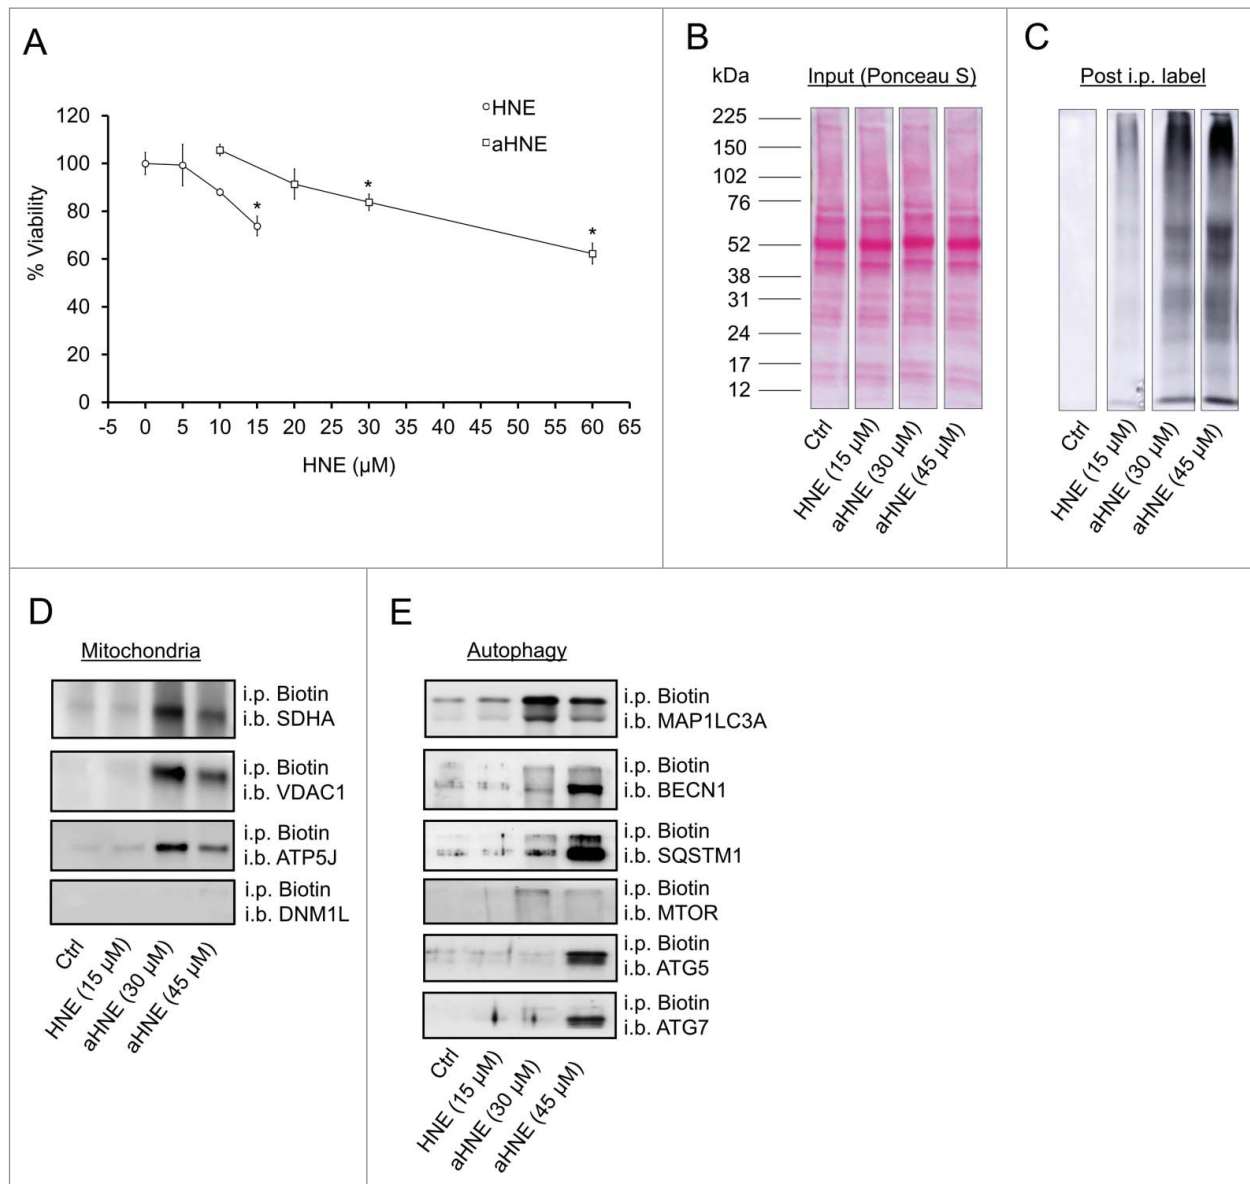 A
HNE
aHNE
120
100
80
60
40
20
0
% Viability
*
*
*
-5 0 5 10 15 20 25 30 35 40 45 50 55 60 65
HNE (µM)
B
kDa
Input (Ponceau S)
225
150
102
76
52
38
31
24
17
12
Ctrl
HNE (15 µM)
aHNE (30 µM)
aHNE (45 µM)
C
Post i.p. label
Ctrl
HNE (15 µM)
aHNE (30 µM)
aHNE (45 µM)
D
Mitochondria
i.p. Biotin
i.b. SDHA
i.p. Biotin
i.b. VDAC1
i.p. Biotin
i.b. ATP5J
i.p. Biotin
i.b. DNM1L
Ctrl
HNE (15 µM)
aHNE (30 µM)
aHNE (45 µM)
E
Autophagy
i.p. Biotin
i.b. MAP1LC3A
i.p. Biotin
i.b. BECN1
i.p. Biotin
i.b. SQSTM1
i.p. Biotin
i.b. MTOR
i.p. Biotin
i.b. ATG5
i.p. Biotin
i.b. ATG7
Ctrl
HNE (15 µM)
aHNE (30 µM)
aHNE (45 µM)